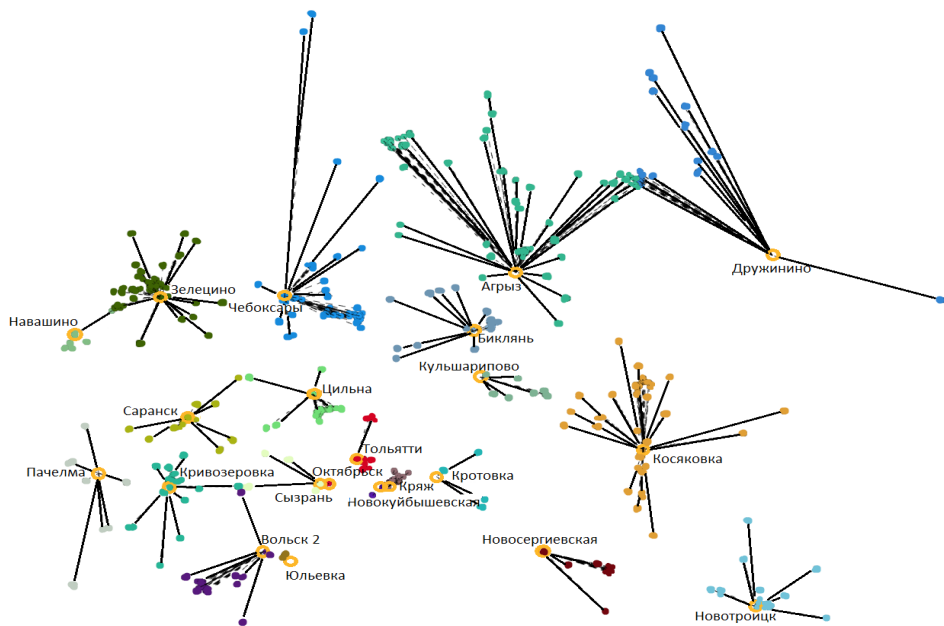 Дружинино
Агрыз
Зелецино
Чебоксары
Навашино
Биклянь
Кульшарипово
Цильна
Саранск
Тольятти
Косяковка
Пачелма
Кривозеровка
Октябрьск
Кряж
Кротовка
Сызрань
Новокуйбышевская
Вольск 2
Новосергиевская
Юльевка
Новотроицк